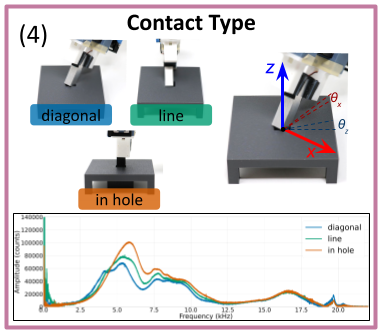 Contact Type
(4)
diagonal
line
in hole
z
θx
θz
x
Amplitude (counts)
140000
120000
100000
80000
60000
40000
20000
0
0.0
2.5
5.0
7.5
10.0
12.5
15.0
17.5
20.0
Frequency (kHz)
diagonal
line
in hole